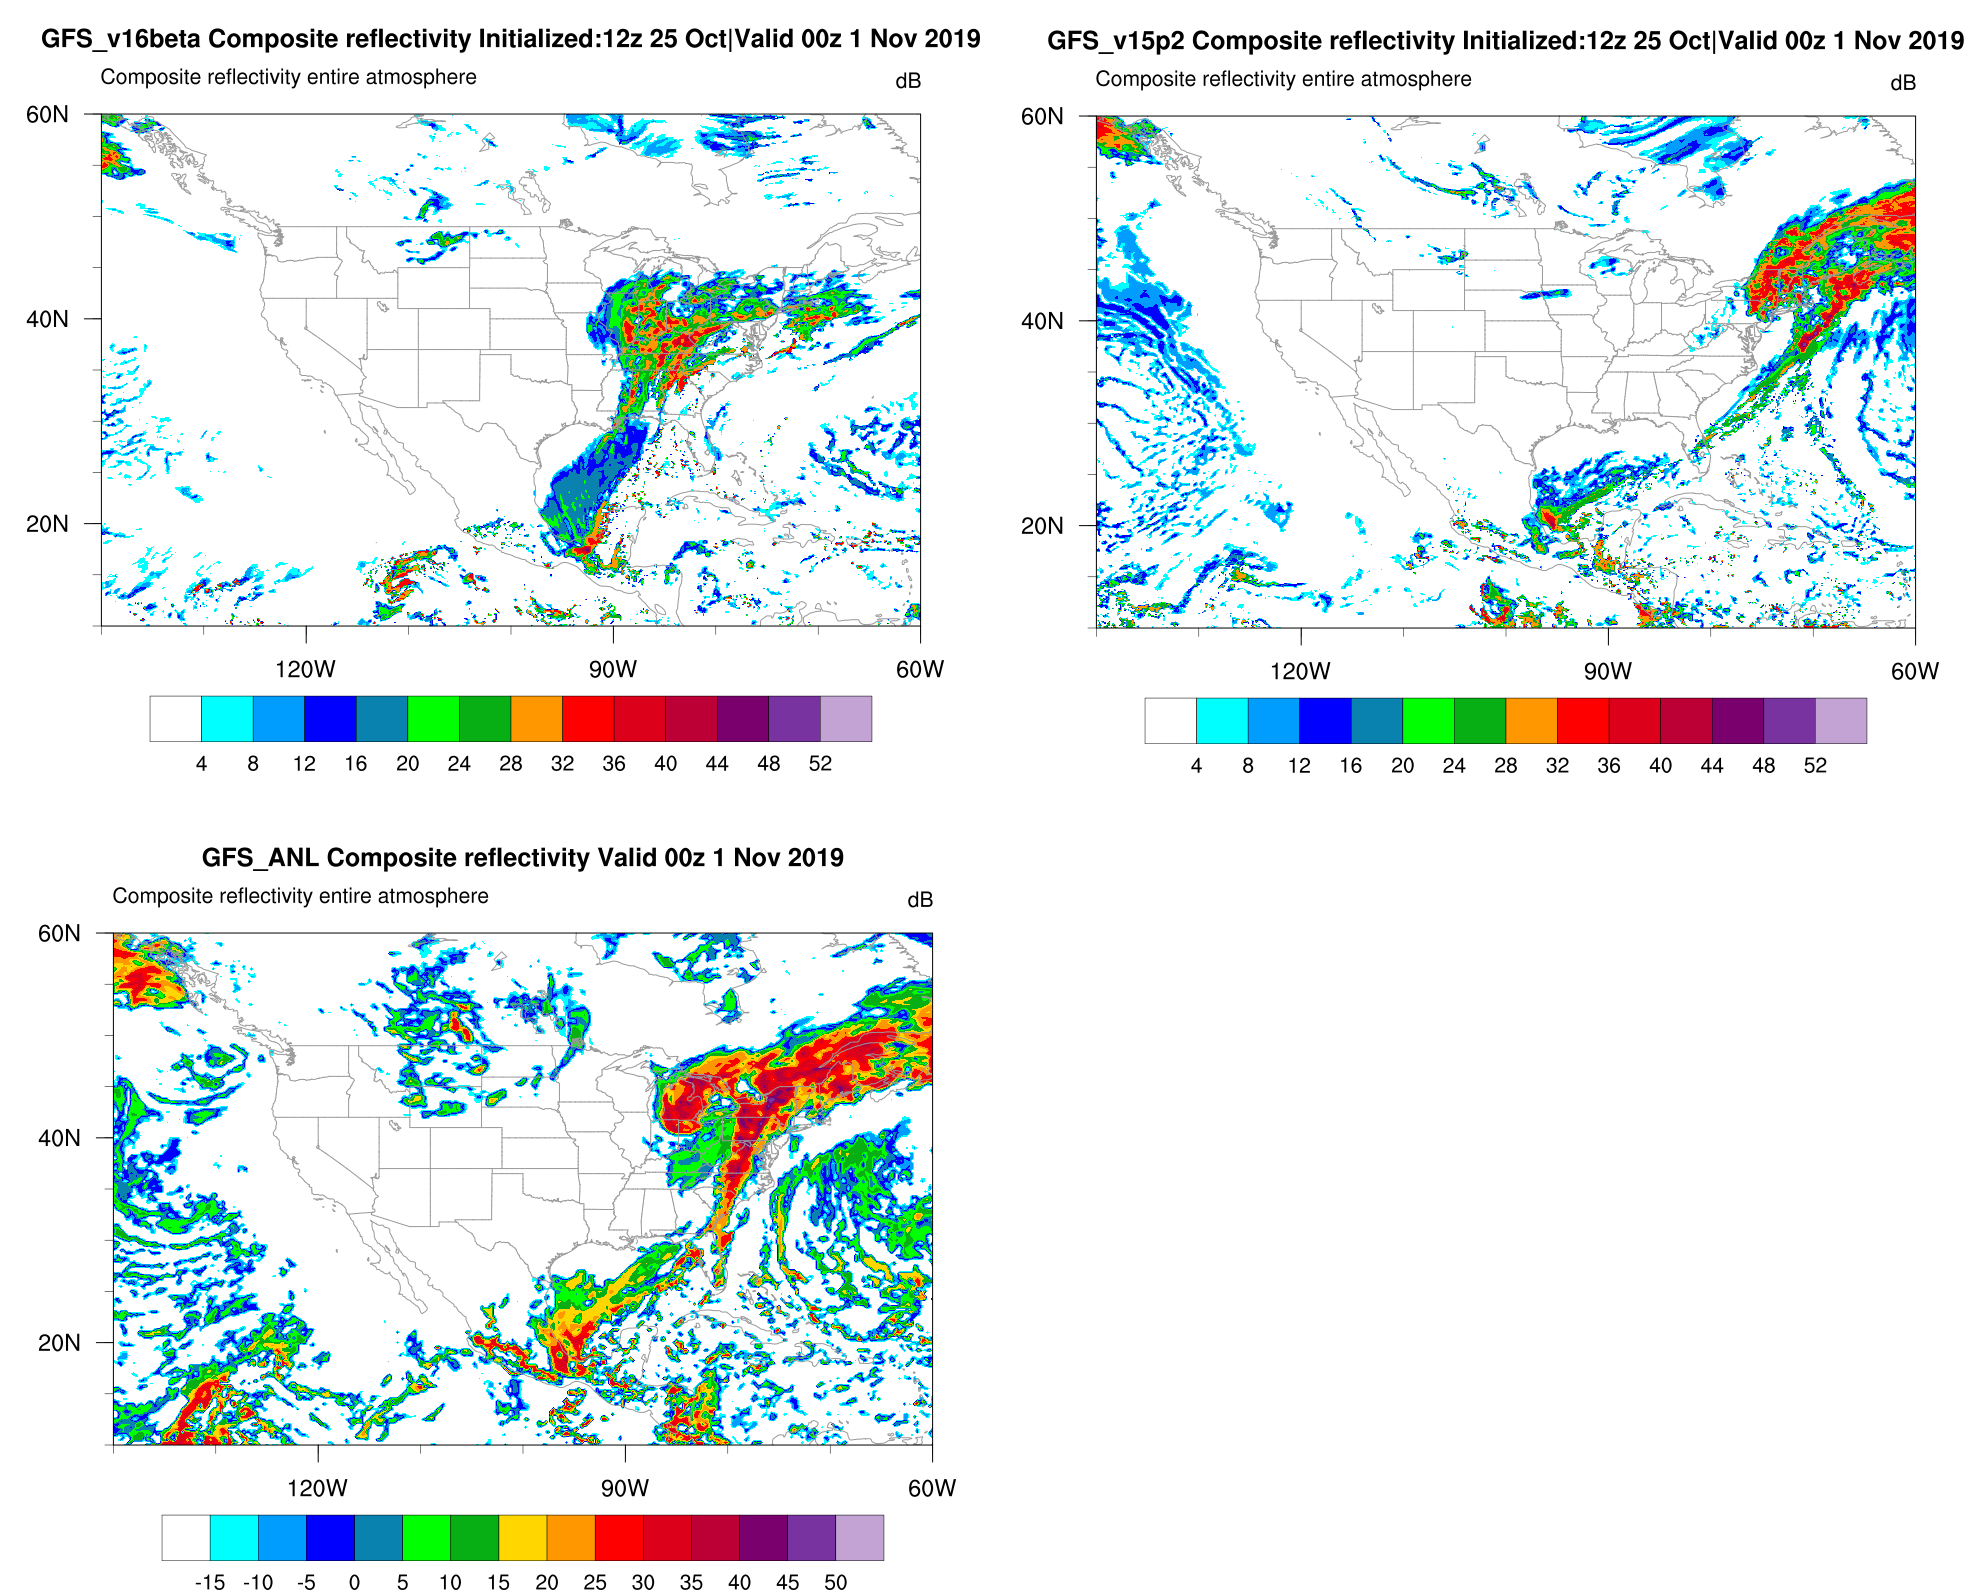 GFS_v16beta Composite reflectivity Initialized:12z 25 Oct|Valid 00z 1 Nov 2019
Composite reflectivity entire atmosphere dB
60N
40N
20N
120W 90W 60W
4 8 12 16 20 24 28 32 36 40 44 48 52
GFS_v15p2 Composite reflectivity Initialized:12z 25 Oct|Valid 00z 1 Nov 2019
Composite reflectivity entire atmosphere dB
60N
40N
20N
120W 90W 60W
4 8 12 16 20 24 28 32 36 40 44 48 52
GFS_ANL Composite reflectivity Valid 00z 1 Nov 2019
Composite reflectivity entire atmosphere dB
60N
40N
20N
120W 90W 60W
-15 -10 -5 0 5 10 15 20 25 30 35 40 45 50